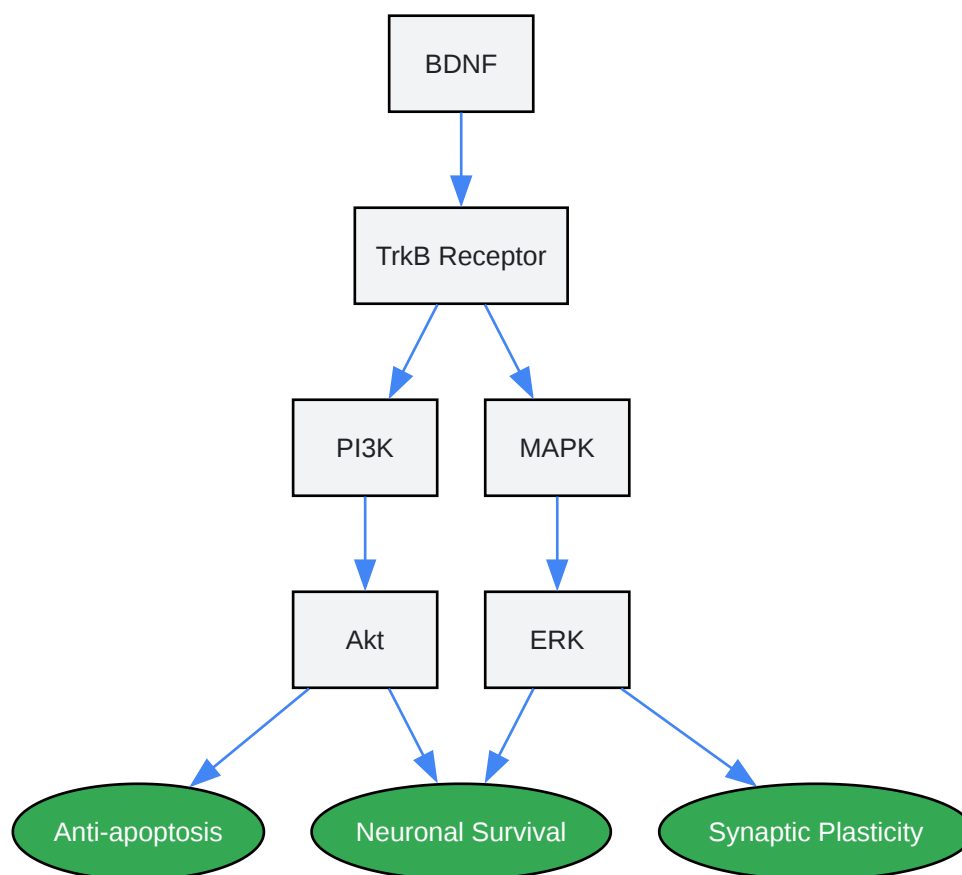 BDNF
TrkB Receptor
PI3K
MAPK
Akt
ERK
Anti-apoptosis
Neuronal Survival
Synaptic Plasticity